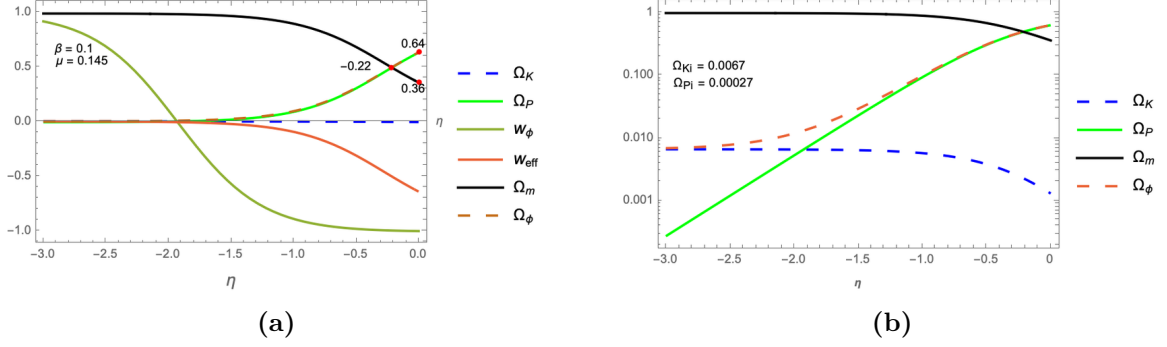 1.0
0.5
0.0
−0.5
−1.0
β = 0.1
μ = 0.145
0.64
−0.22
0.36
η
−3.0 −2.5 −2.0 −1.5 −1.0 −0.5 0.0
η
Ω_K
Ω_P
w_ϕ
w_eff
Ω_m
Ω_ϕ
(a)
1
0.100
0.010
0.001
Ω_Ki = 0.0067
Ω_Pi = 0.00027
−3.0 −2.5 −2.0 −1.5 −1.0 −0.5 0
η
Ω_K
Ω_P
Ω_m
Ω_ϕ
(b)